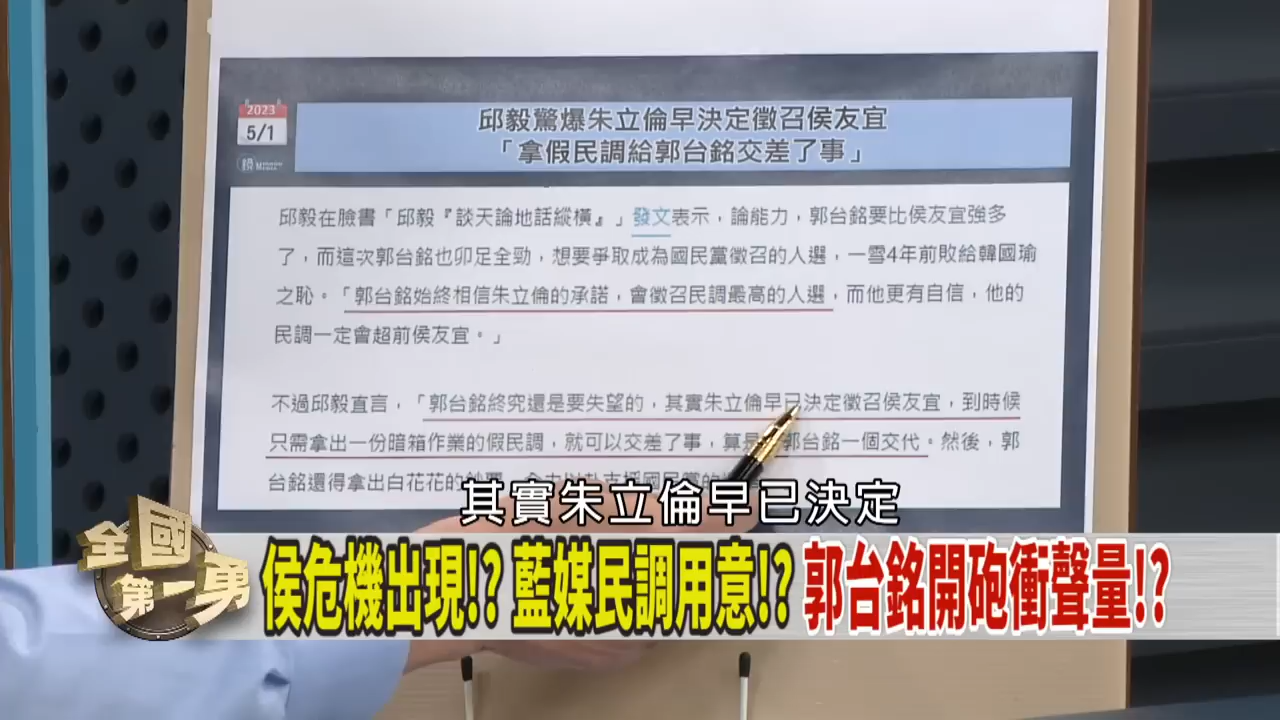 2023
5/1
鏡
邱毅驚爆朱立倫早決定徵召侯友宜
「拿假民調給郭台銘交差了事」
邱毅在臉書「邱毅『談天論地話縱橫』」發文表示，論能力，郭台銘要比侯友宜強多
了，而這次郭台銘也卯足全勁，想要爭取成為國民黨徵召的人選，一雪4年前敗給韓國瑜
之恥。「郭台銘始終相信朱立倫的承諾，會徵召民調最高的人選，而他更有自信，他的
民調一定會超前侯友宜。」
不過邱毅直言，「郭台銘終究還是要失望的，其實朱立倫早已決定徵召侯友宜，到時候
只需拿出一份暗箱作業的假民調，就可以交差了事，算是 郭台銘一個交代。然後，郭
台銘還得拿出白花花的
其實朱立倫早已決定
全國第一勇
侯危機出現!? 藍媒民調用意!? 郭台銘開砲衝聲量!?